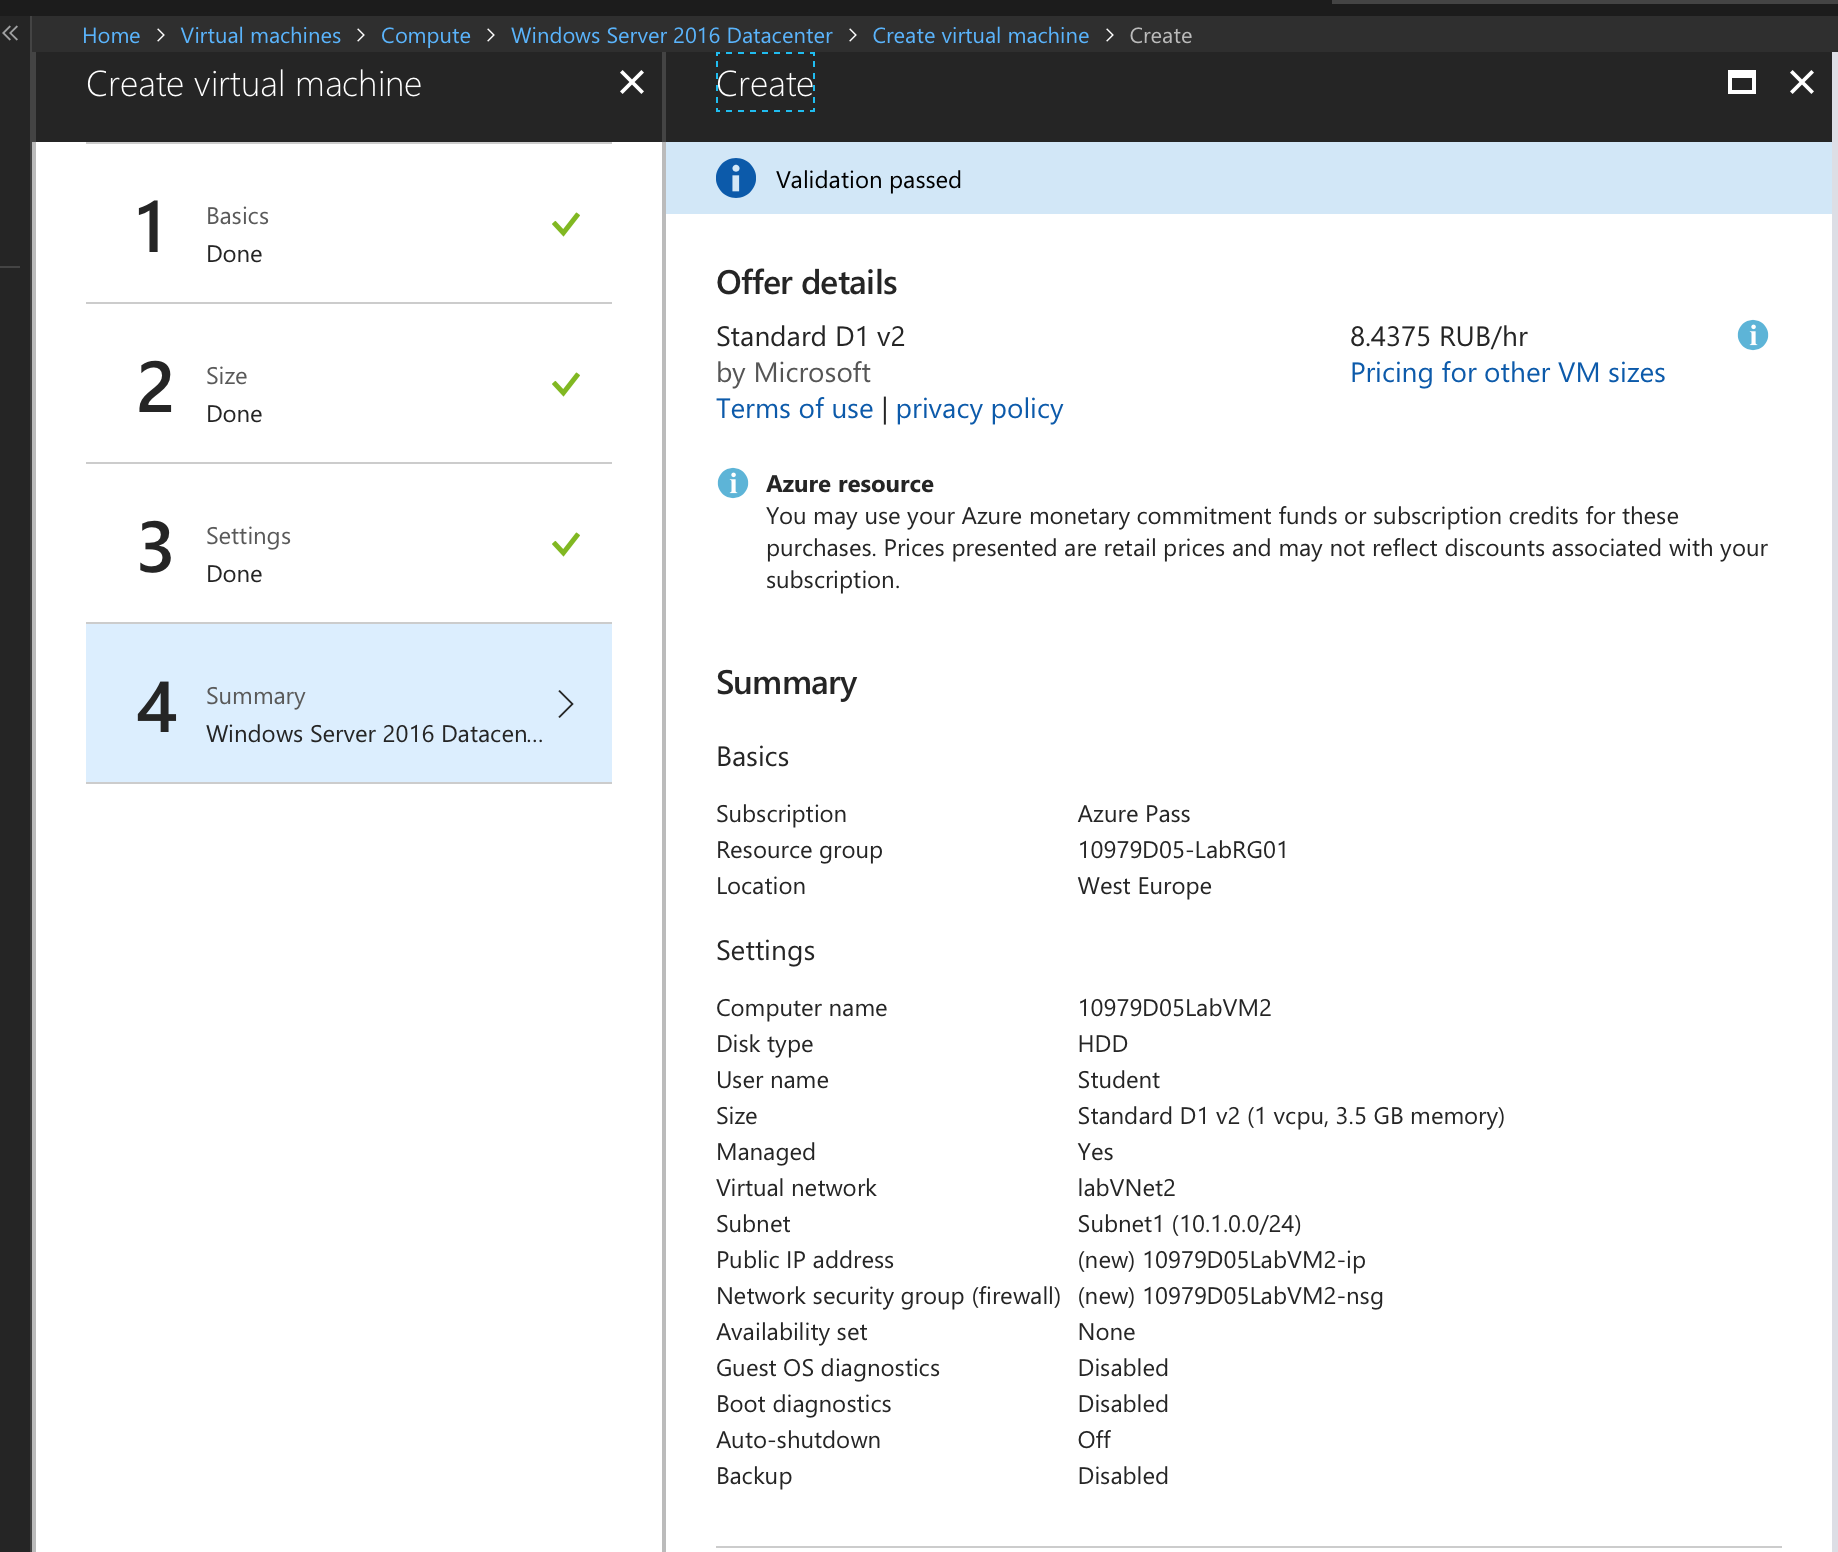 Home > Virtual machines > Compute > Windows Server 2016 Datacenter > Create virtual machine > Create
Create virtual machine
1
Basics
Done
2
Size
Done
3
Settings
Done
4
Summary
Windows Server 2016 Datacen...
Create
Validation passed
Offer details
Standard D1 v2
by Microsoft
Terms of use | privacy policy
8.4375 RUB/hr
Pricing for other VM sizes
Azure resource
You may use your Azure monetary commitment funds or subscription credits for these
purchases. Prices presented are retail prices and may not reflect discounts associated with your
subscription.
Summary
Basics
Subscription Azure Pass
Resource group 10979D05-LabRG01
Location West Europe
Settings
Computer name 10979D05LabVM2
Disk type HDD
User name Student
Size Standard D1 v2 (1 vcpu, 3.5 GB memory)
Managed Yes
Virtual network labVNet2
Subnet Subnet1 (10.1.0.0/24)
Public IP address (new) 10979D05LabVM2-ip
Network security group (firewall) (new) 10979D05LabVM2-nsg
Availability set None
Guest OS diagnostics Disabled
Boot diagnostics Disabled
Auto-shutdown Off
Backup Disabled